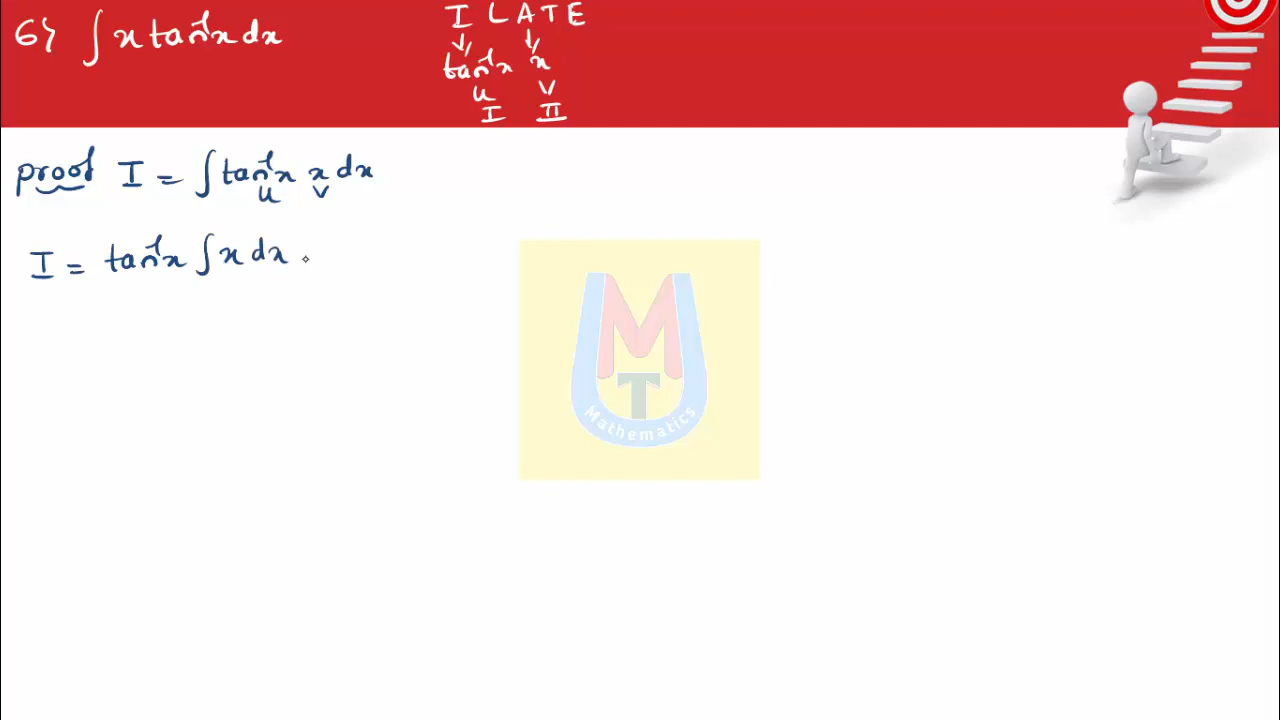 6} ∫ x tan⁻¹x dx
I L A T E
tan⁻¹x x
u v
I II
proof I = ∫ tan⁻¹x x dx
u v
I = tan⁻¹x ∫ x dx
M
U
T
Mathematics